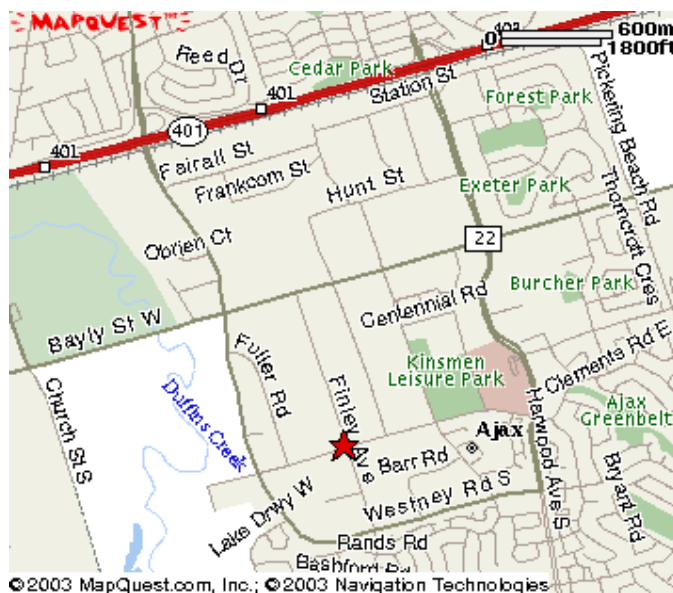 MAPQUEST
401
0
600m
1800ft
Reed Dr
Cedar Park
Station St
Pickering Beach Rd
401
Forest Park
401
401
Fairall St
Frankcom St
Hunt St
Exeter Park
Thorncroft Cres
Obrien Ct
22
Burcher Park
Centennial Rd
Bayly St W
Fuller Rd
Finley Ave
Kinsmen
Leisure Park
Clements Rd E
Church St S
Duffins Creek
Harwood Ave S
Ajax
Greenbelt
Ajax
Barr Rd
Bryant Rd
Lake Drwy W
Westney Rd S
Rands Rd
Bashford Rd
©2003 MapQuest.com, Inc.; ©2003 Navigation Technologies